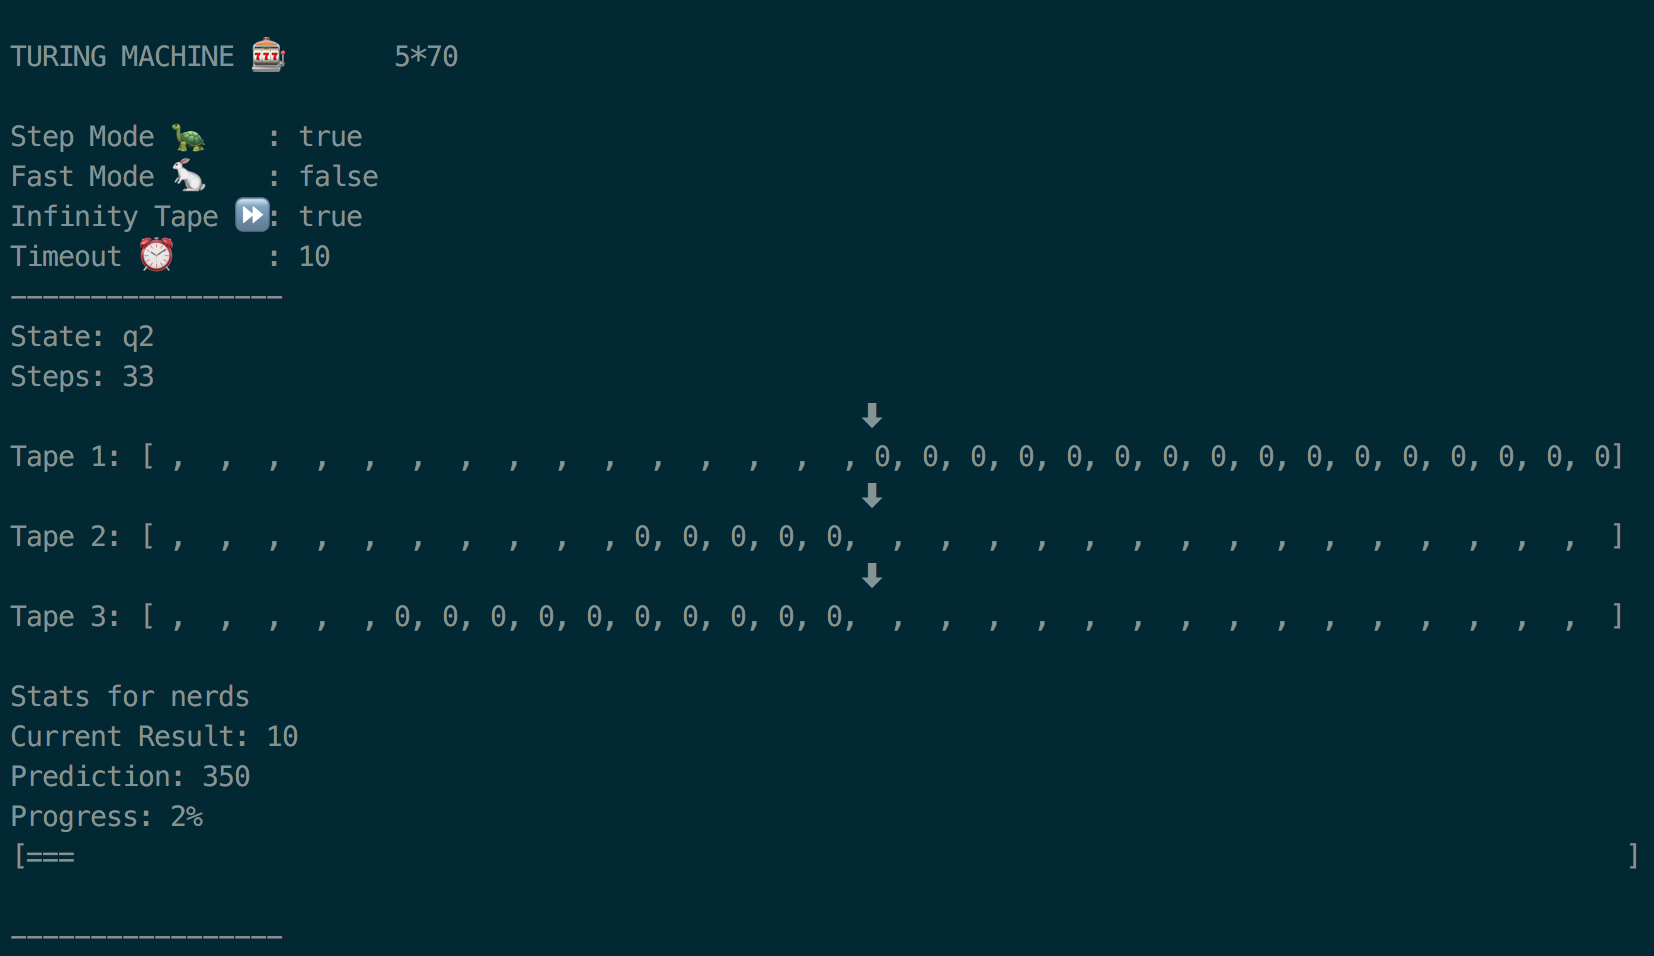 TURING MACHINE 🎰 5*70
Step Mode 🐢 : true
Fast Mode 🐇 : false
Infinity Tape ⏩: true
Timeout ⏰ : 10
-----------------
State: q2
Steps: 33
⬇
Tape 1: [ , , , , , , , , , , , , , , , 0, 0, 0, 0, 0, 0, 0, 0, 0, 0, 0, 0, 0, 0, 0, 0]
⬇
Tape 2: [ , , , , , , , , , , 0, 0, 0, 0, 0, , , , , , , , , , , , , , , ]
⬇
Tape 3: [ , , , , , 0, 0, 0, 0, 0, 0, 0, 0, 0, 0, , , , , , , , , , , , , , , ]
Stats for nerds
Current Result: 10
Prediction: 350
Progress: 2%
[=== ]
-----------------